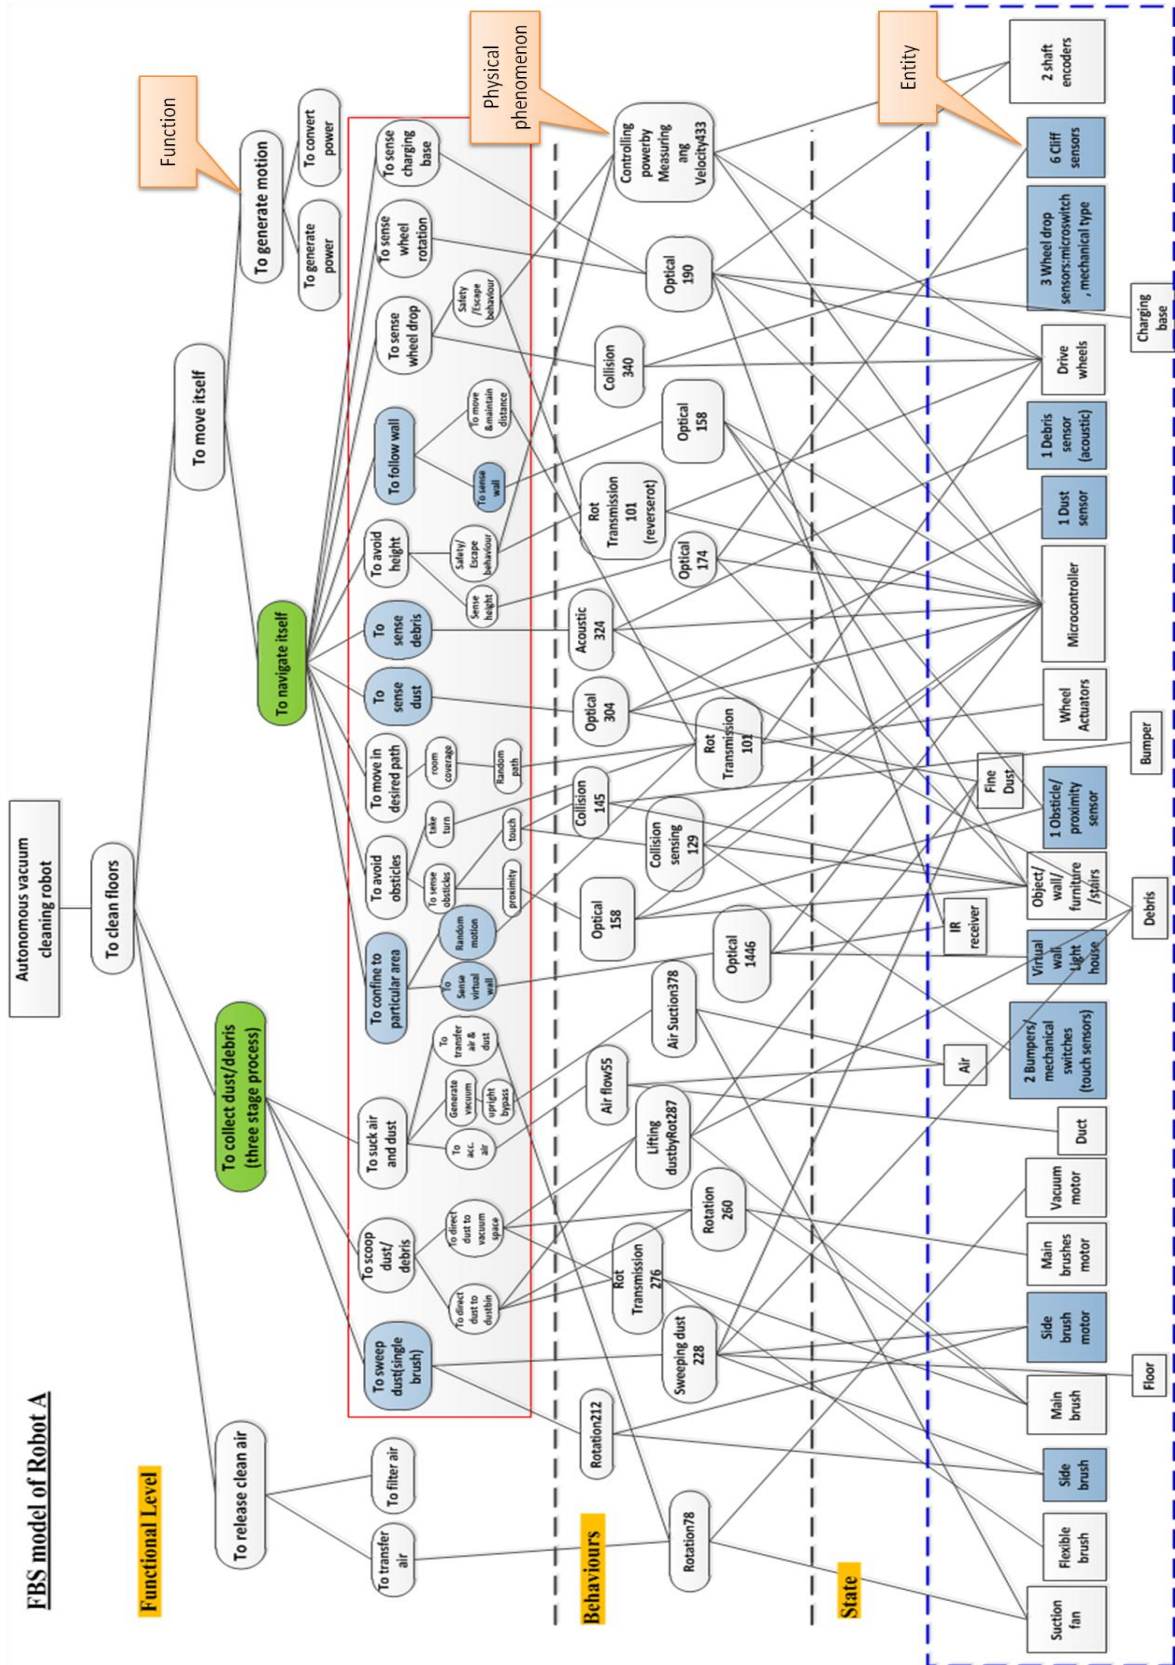 FBS model of Robot A
Autonomous vacuum
cleaning robot
Functional Level
To clean floors
To release clean air
To collect dust/debris
(three stage process)
To move itself
Function
To navigate itself
To generate motion
To transfer
air
To filter air
To sweep
dust(single
brush)
To scoop
dust/
debris
To suck air
and dust
To confine to
particular area
To avoid
obsticles
To move in
desired path
To
sense
dust
To
sense
debris
To avoid
height
To follow wall
To sense
wheel drop
To sense
wheel
rotation
To sense
charging
base
To generate
power
To convert
power
To direct
dust to
dustbin
To direct
dust to
vacuum
space
To
acc.
air
Generate
vacuum
upright
bypass
To
transfer
air &
dust
To
Sense
virtual
wall
Random
motion
To sense
obsticles
take
turn
proximity
touch
room
coverage
Random
path
Sense
height
Safety/
Escape
behaviour
To sense
wall
To move
&maintain
distance
Safety
/Escape
behaviour
Physical
phenomenon
Behaviours
Rotation78
Rotation212
Sweeping dust
228
Rot
Transmission
276
Rotation
260
Lifting
dustbyRot287
Air flow55
Air Suction378
Optical
1446
Optical
158
Collision
sensing
129
Collision
145
Rot
Transmission
101
Optical
304
Acoustic
324
Optical
174
Rot
Transmission
101
(reverserot)
Optical
158
Collision
340
Optical
190
Controlling
powerby
Measuring
ang
Velocity433
State
Entity
Suction
fan
Flexible
brush
Side
brush
Main
brush
Floor
Side
brush
motor
Main
brushes
motor
Vacuum
motor
Duct
Air
2 Bumpers/
mechanical
switches
(touch sensors)
Virtual
wall
Light
house
IR
receiver
Debris
Object/
wall/
furniture
/stairs
1 Obsticle/
proximity
sensor
Fine
Dust
Bumper
Wheel
Actuators
Microcontroller
1 Dust
sensor
1 Debris
sensor
(acoustic)
Drive
wheels
Charging
base
3 Wheel drop
sensors:microswitch
, mechanical type
6 Cliff
sensors
2 shaft
encoders